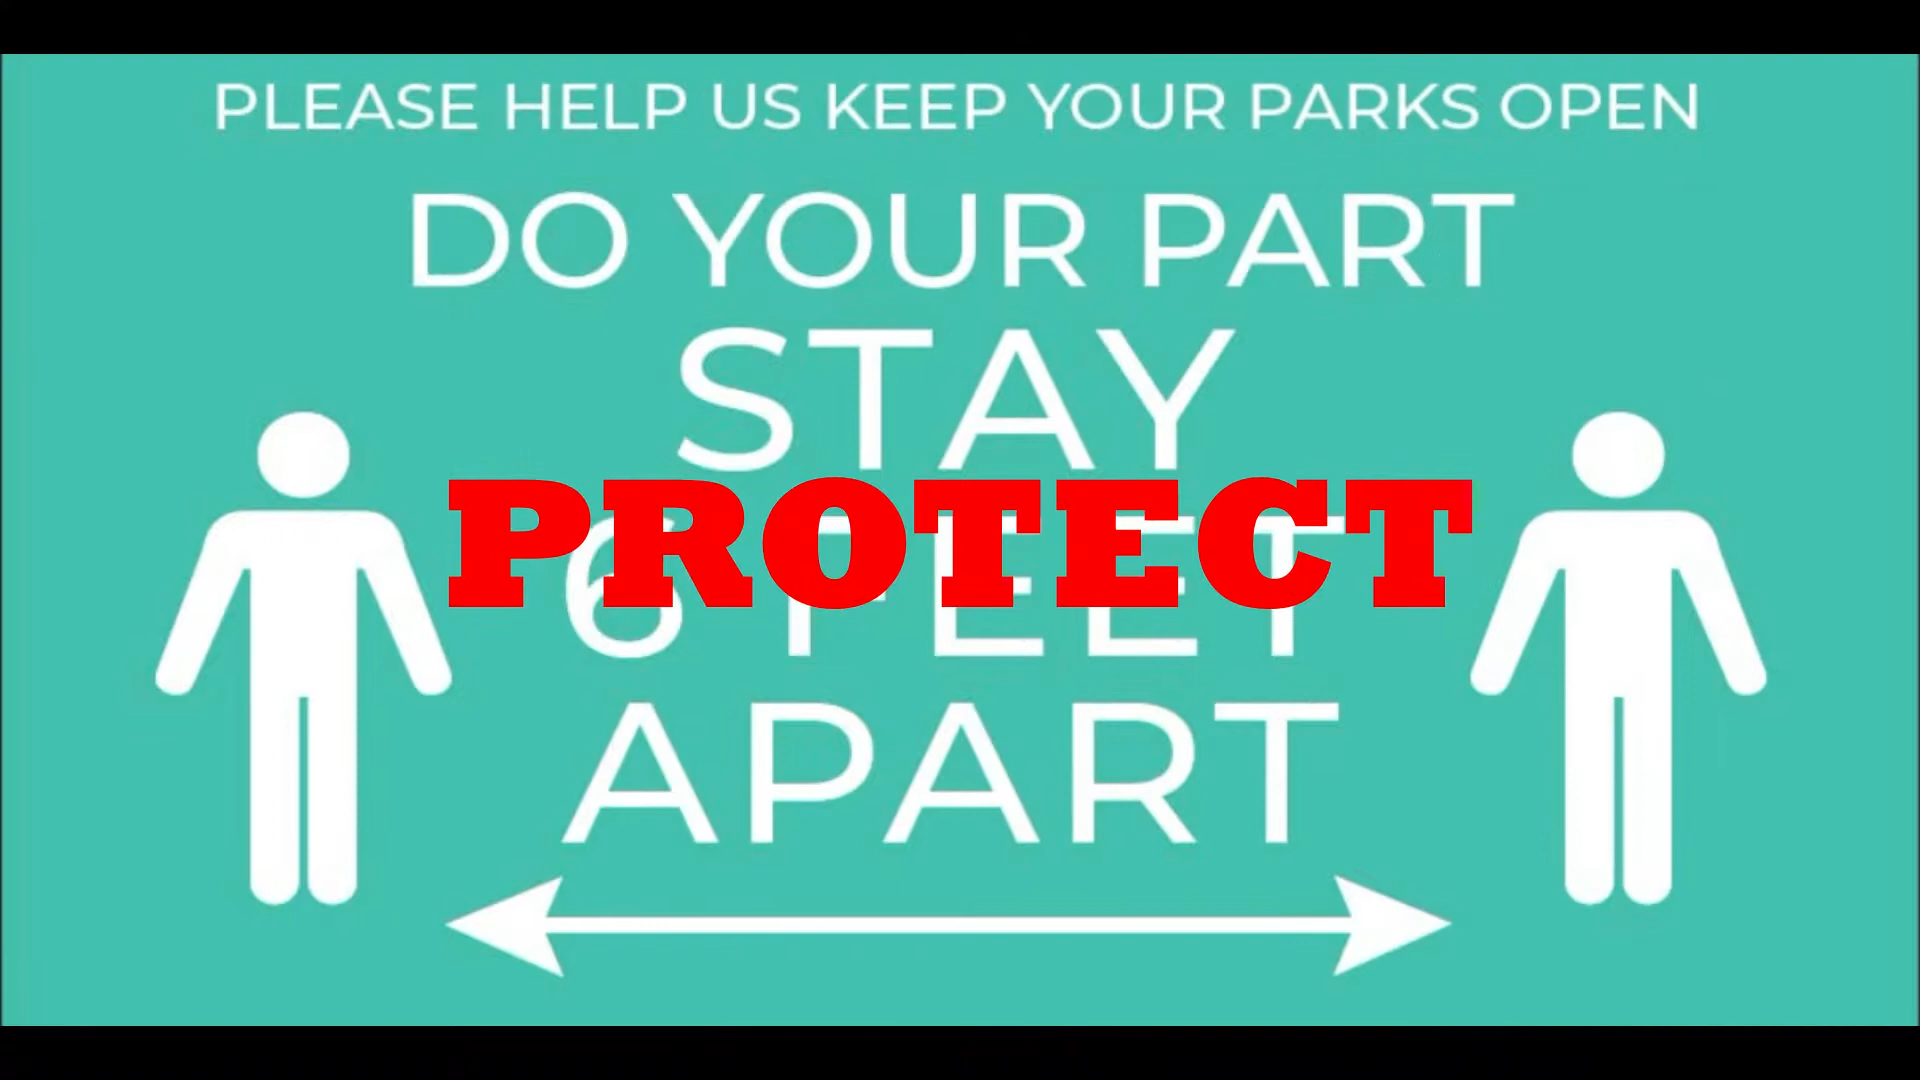 PLEASE HELP US KEEP YOUR PARKS OPEN
DO YOUR PART
STAY
PROTECT
6 FEET
APART